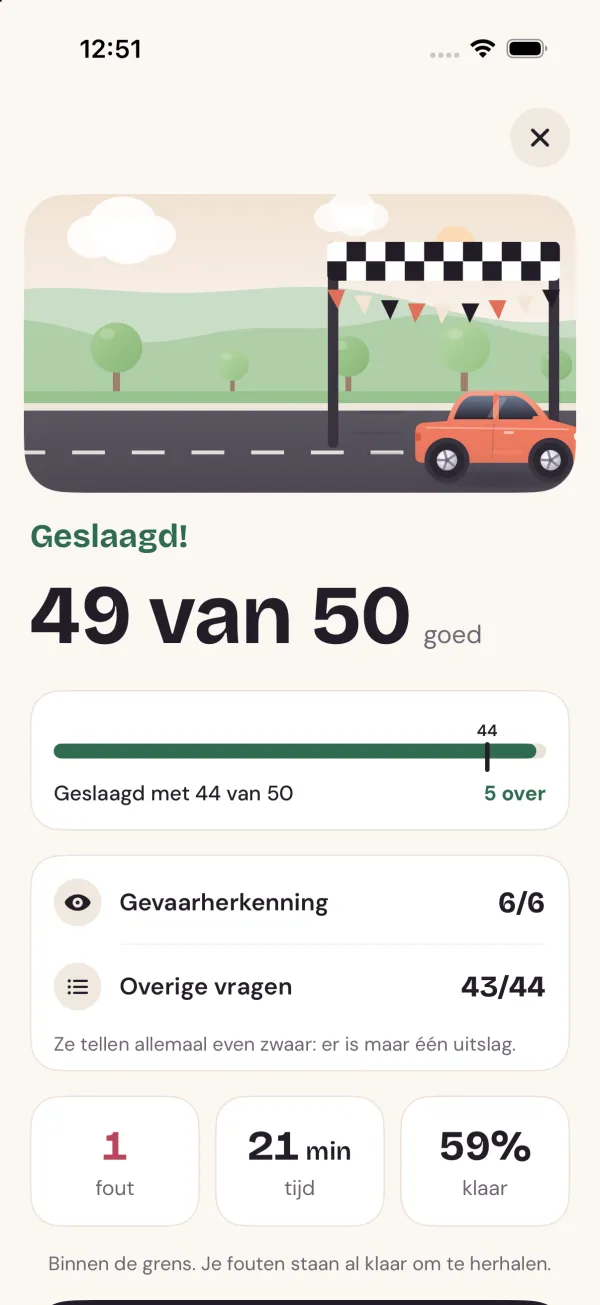 12:51
Geslaagd!
49 van 50 goed
44
Geslaagd met 44 van 50
5 over
Gevaarherkenning
6/6
Overige vragen
43/44
Ze tellen allemaal even zwaar: er is maar één uitslag.
1
fout
21 min
tijd
59%
klaar
Binnen de grens. Je fouten staan al klaar om te herhalen.